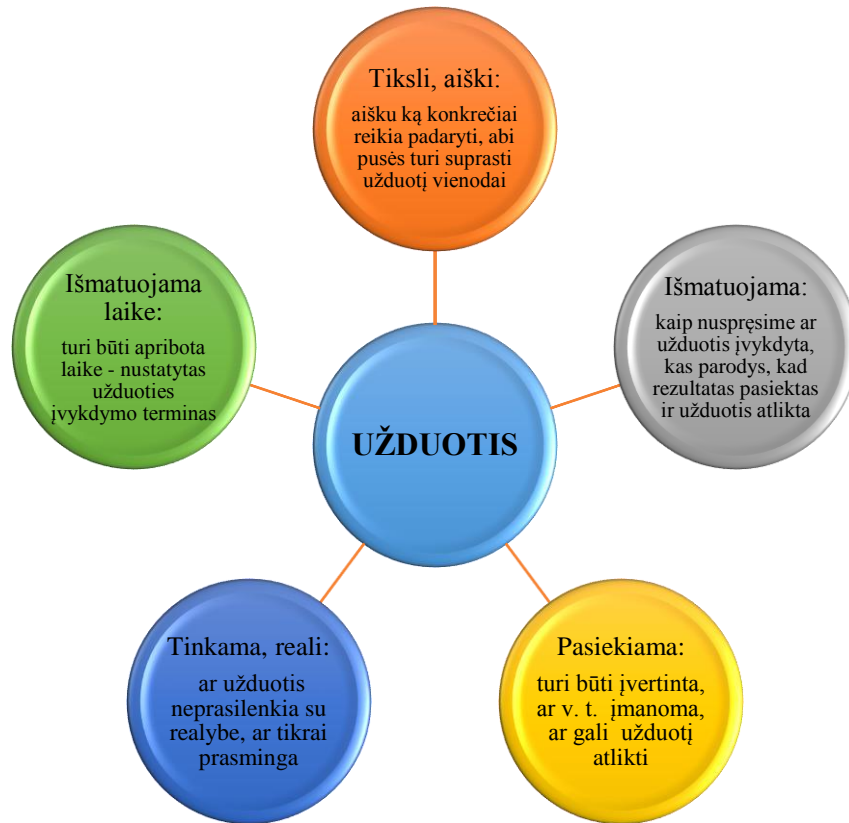 Tiksli, aiški:
aišku ką konkrečiai
reikia padaryti, abi
pusės turi suprasti
užduotį vienodai
Išmatuojama:
kaip nuspręsime ar
užduotis įvykdyta,
kas parodys, kad
rezultatas pasiektas
ir užduotis atlikta
Pasiekiama:
turi būti įvertinta,
ar v. t. įmanoma,
ar gali užduotį
atlikti
Tinkama, reali:
ar užduotis
neprasilenkia su
realybe, ar tikrai
prasminga
Išmatuojama
laike:
turi būti apribota
laike - nustatytas
užduoties
įvykdymo terminas
UŽDUOTIS